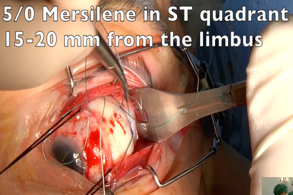 5/0 Mersilene in ST quadrant
15-20 mm from the limbus